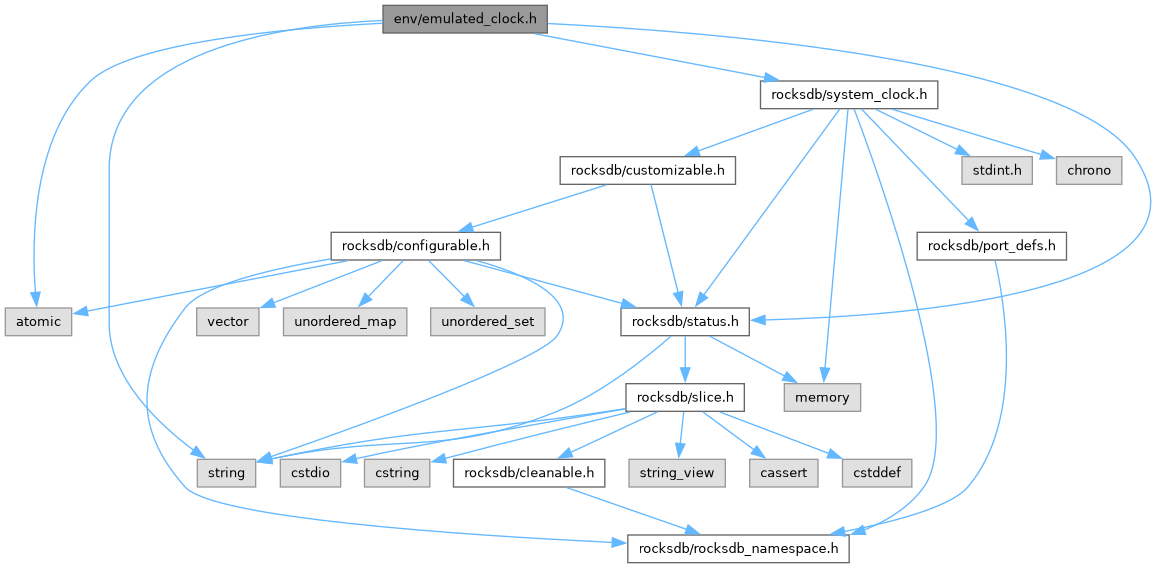 env/emulated_clock.h
rocksdb/system_clock.h
rocksdb/customizable.h
stdint.h
chrono
rocksdb/configurable.h
rocksdb/port_defs.h
atomic
vector
unordered_map
unordered_set
rocksdb/status.h
rocksdb/slice.h
memory
string
cstdio
cstring
rocksdb/cleanable.h
string_view
cassert
cstddef
rocksdb/rocksdb_namespace.h